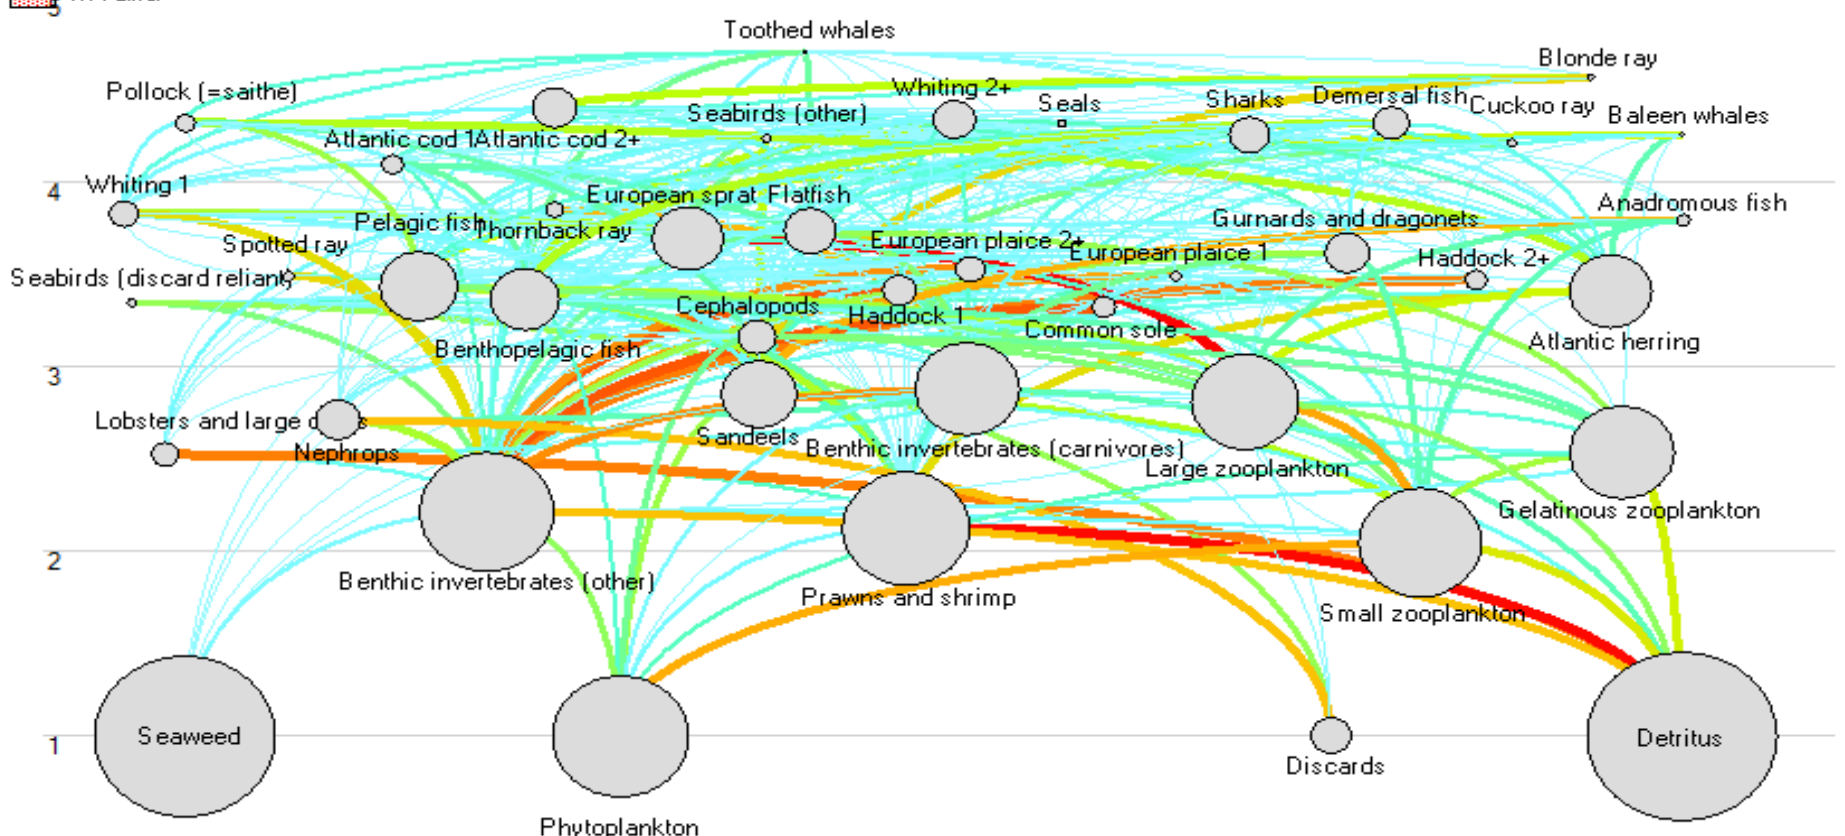 5
Toothed whales
Blonde ray
Pollock (=saithe)
Whiting 2+
Seals
Sharks
Demersal fish
Cuckoo ray
Baleen whales
Seabirds (other)
Atlantic cod 1
Atlantic cod 2+
4
Whiting 1
European sprat
Flatfish
Anadromous fish
Pelagic fish
Thornback ray
Gurnards and dragonets
Spotted ray
European plaice 2+
European plaice 1
Haddock 2+
Seabirds (discard reliant)
Cephalopods
Haddock 1
Common sole
Atlantic herring
Benthopelagic fish
3
Lobsters and large
Nephrops
Sandeels
Benthic invertebrates (carnivores)
Large zooplankton
Gelatinous zooplankton
2
Benthic invertebrates (other)
Prawns and shrimp
Small zooplankton
1
Seaweed
Detritus
Discards
Phytoplankton